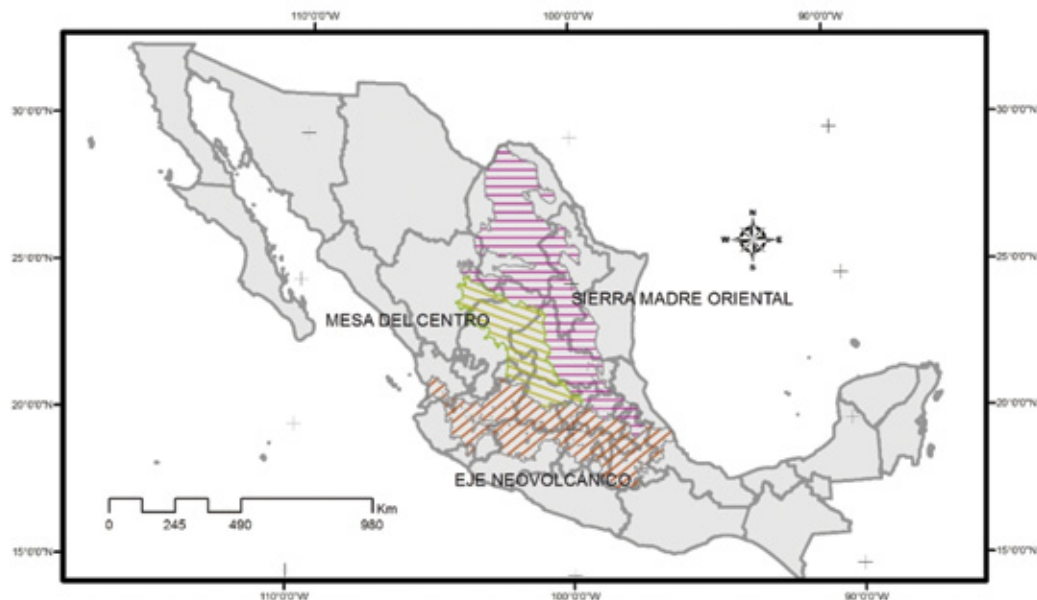 110°0'0"W 100°0'0"W 90°0'0"W
30°0'0"N 30°0'0"N
N
W E
S
25°0'0"N 25°0'0"N
SIERRA MADRE ORIENTAL
MESA DEL CENTRO
20°0'0"N 20°0'0"N
EJE NEOVOLCÁNICO
Km
0 245 490 980
15°0'0"N 15°0'0"N
110°0'0"W 100°0'0"W 90°0'0"W